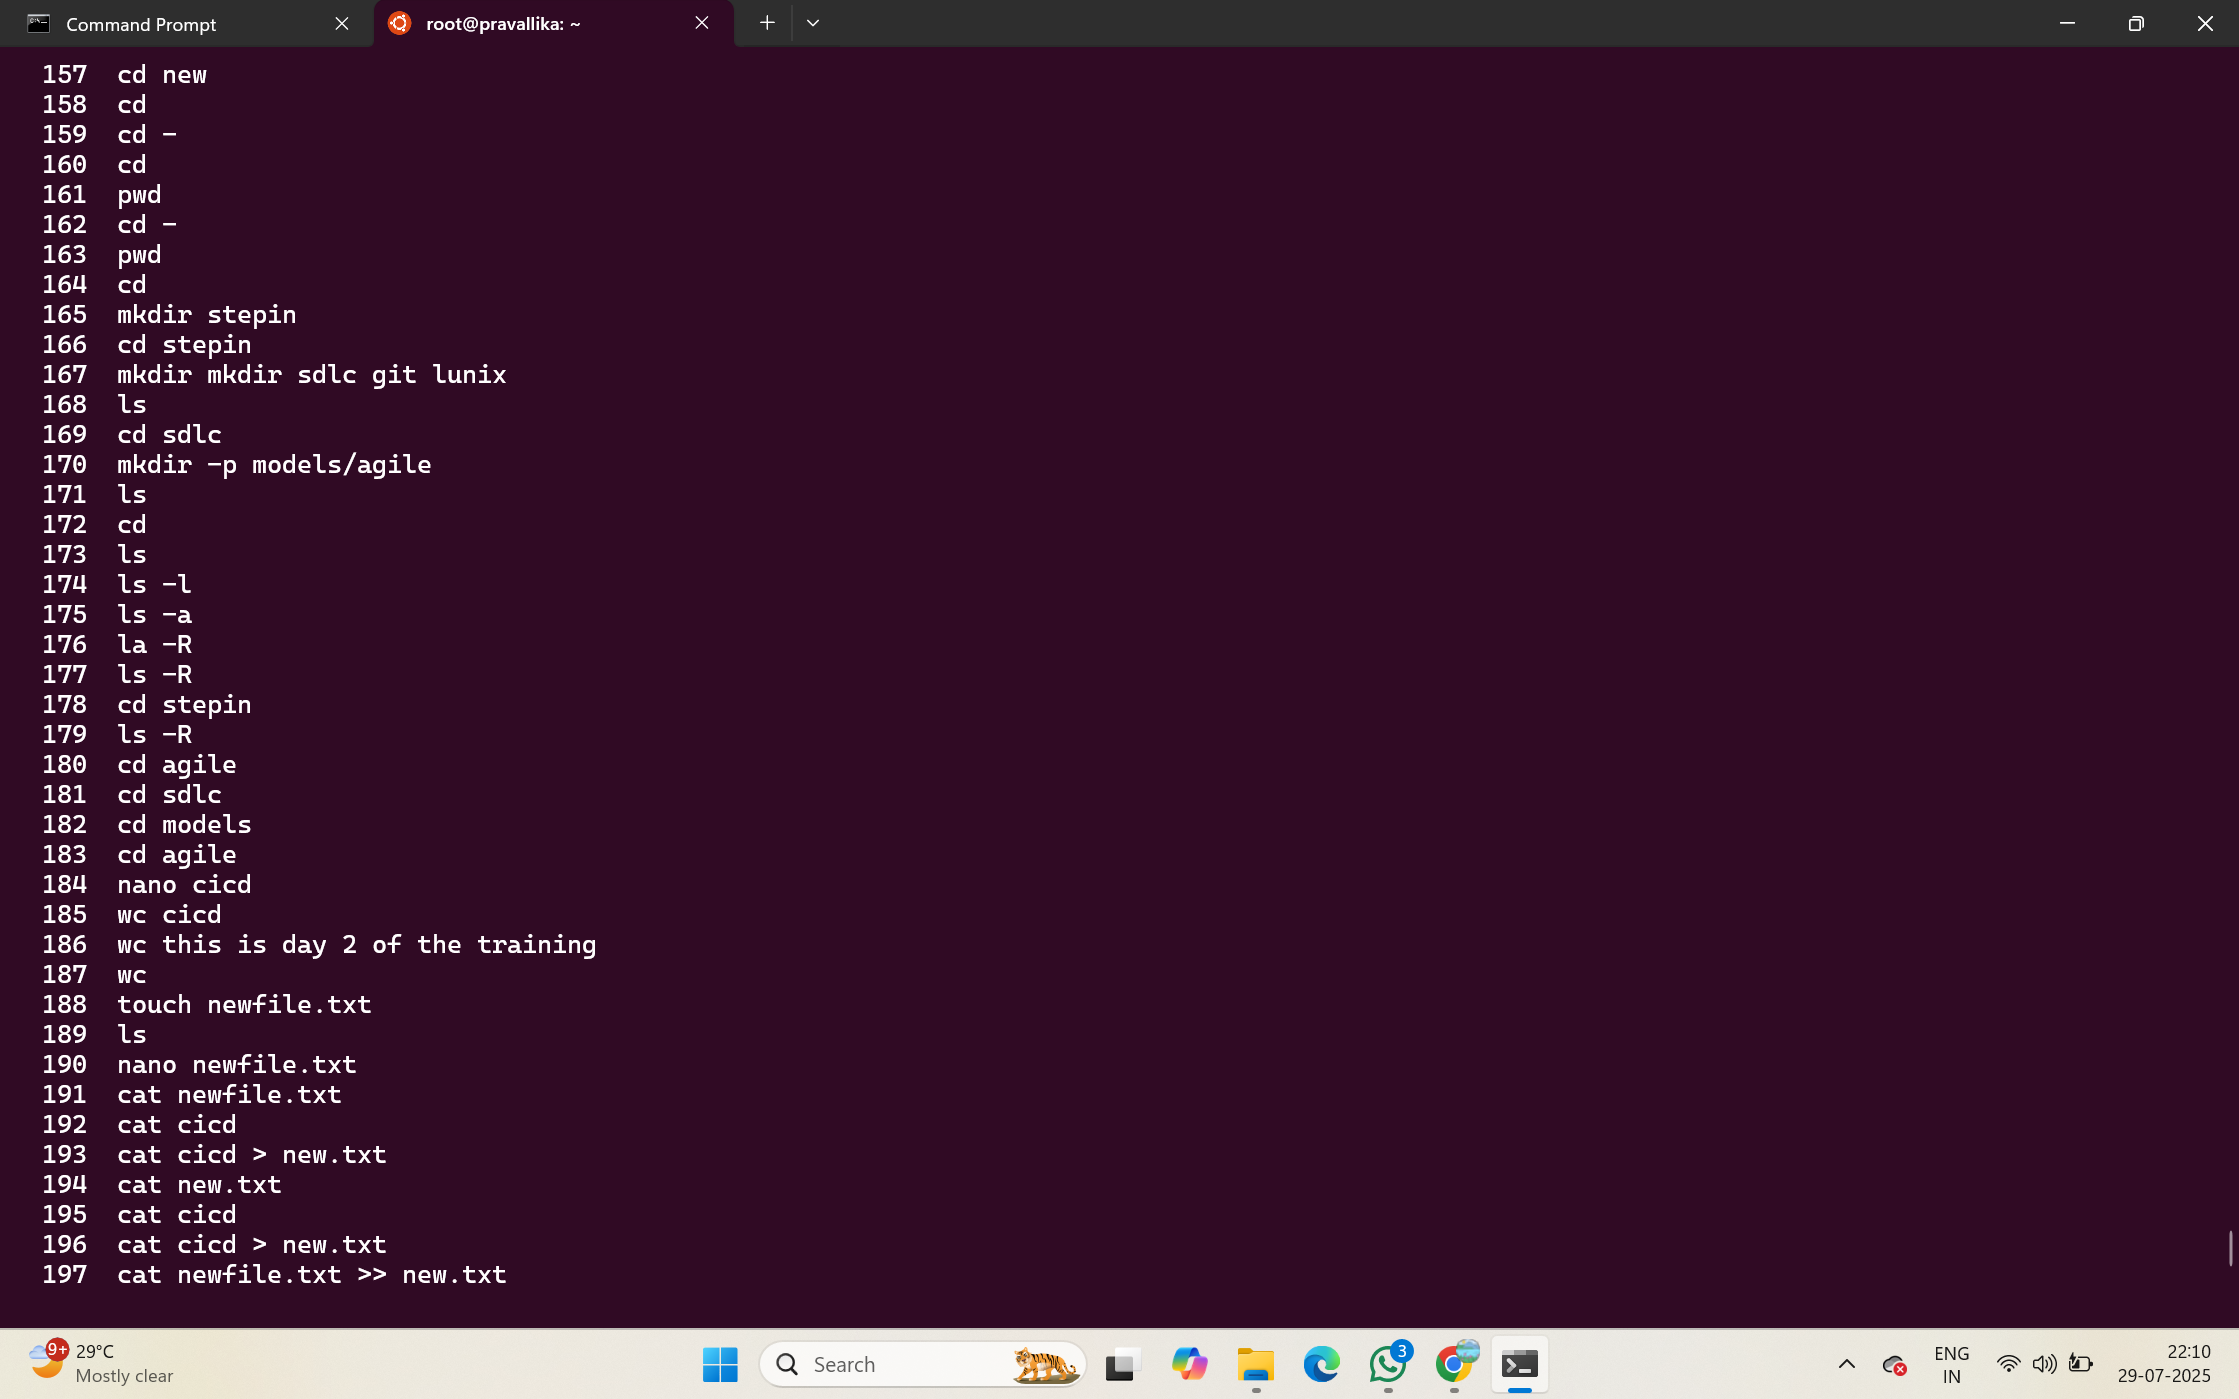 Command Prompt
root@pravallika: ~
157 cd new
158 cd
159 cd -
160 cd
161 pwd
162 cd -
163 pwd
164 cd
165 mkdir stepin
166 cd stepin
167 mkdir mkdir sdlc git lunix
168 ls
169 cd sdlc
170 mkdir -p models/agile
171 ls
172 cd
173 ls
174 ls -l
175 ls -a
176 la -R
177 ls -R
178 cd stepin
179 ls -R
180 cd agile
181 cd sdlc
182 cd models
183 cd agile
184 nano cicd
185 wc cicd
186 wc this is day 2 of the training
187 wc
188 touch newfile.txt
189 ls
190 nano newfile.txt
191 cat newfile.txt
192 cat cicd
193 cat cicd > new.txt
194 cat new.txt
195 cat cicd
196 cat cicd > new.txt
197 cat newfile.txt >> new.txt
9+
29°C
Mostly clear
Search
3
ENG
IN
22:10
29-07-2025